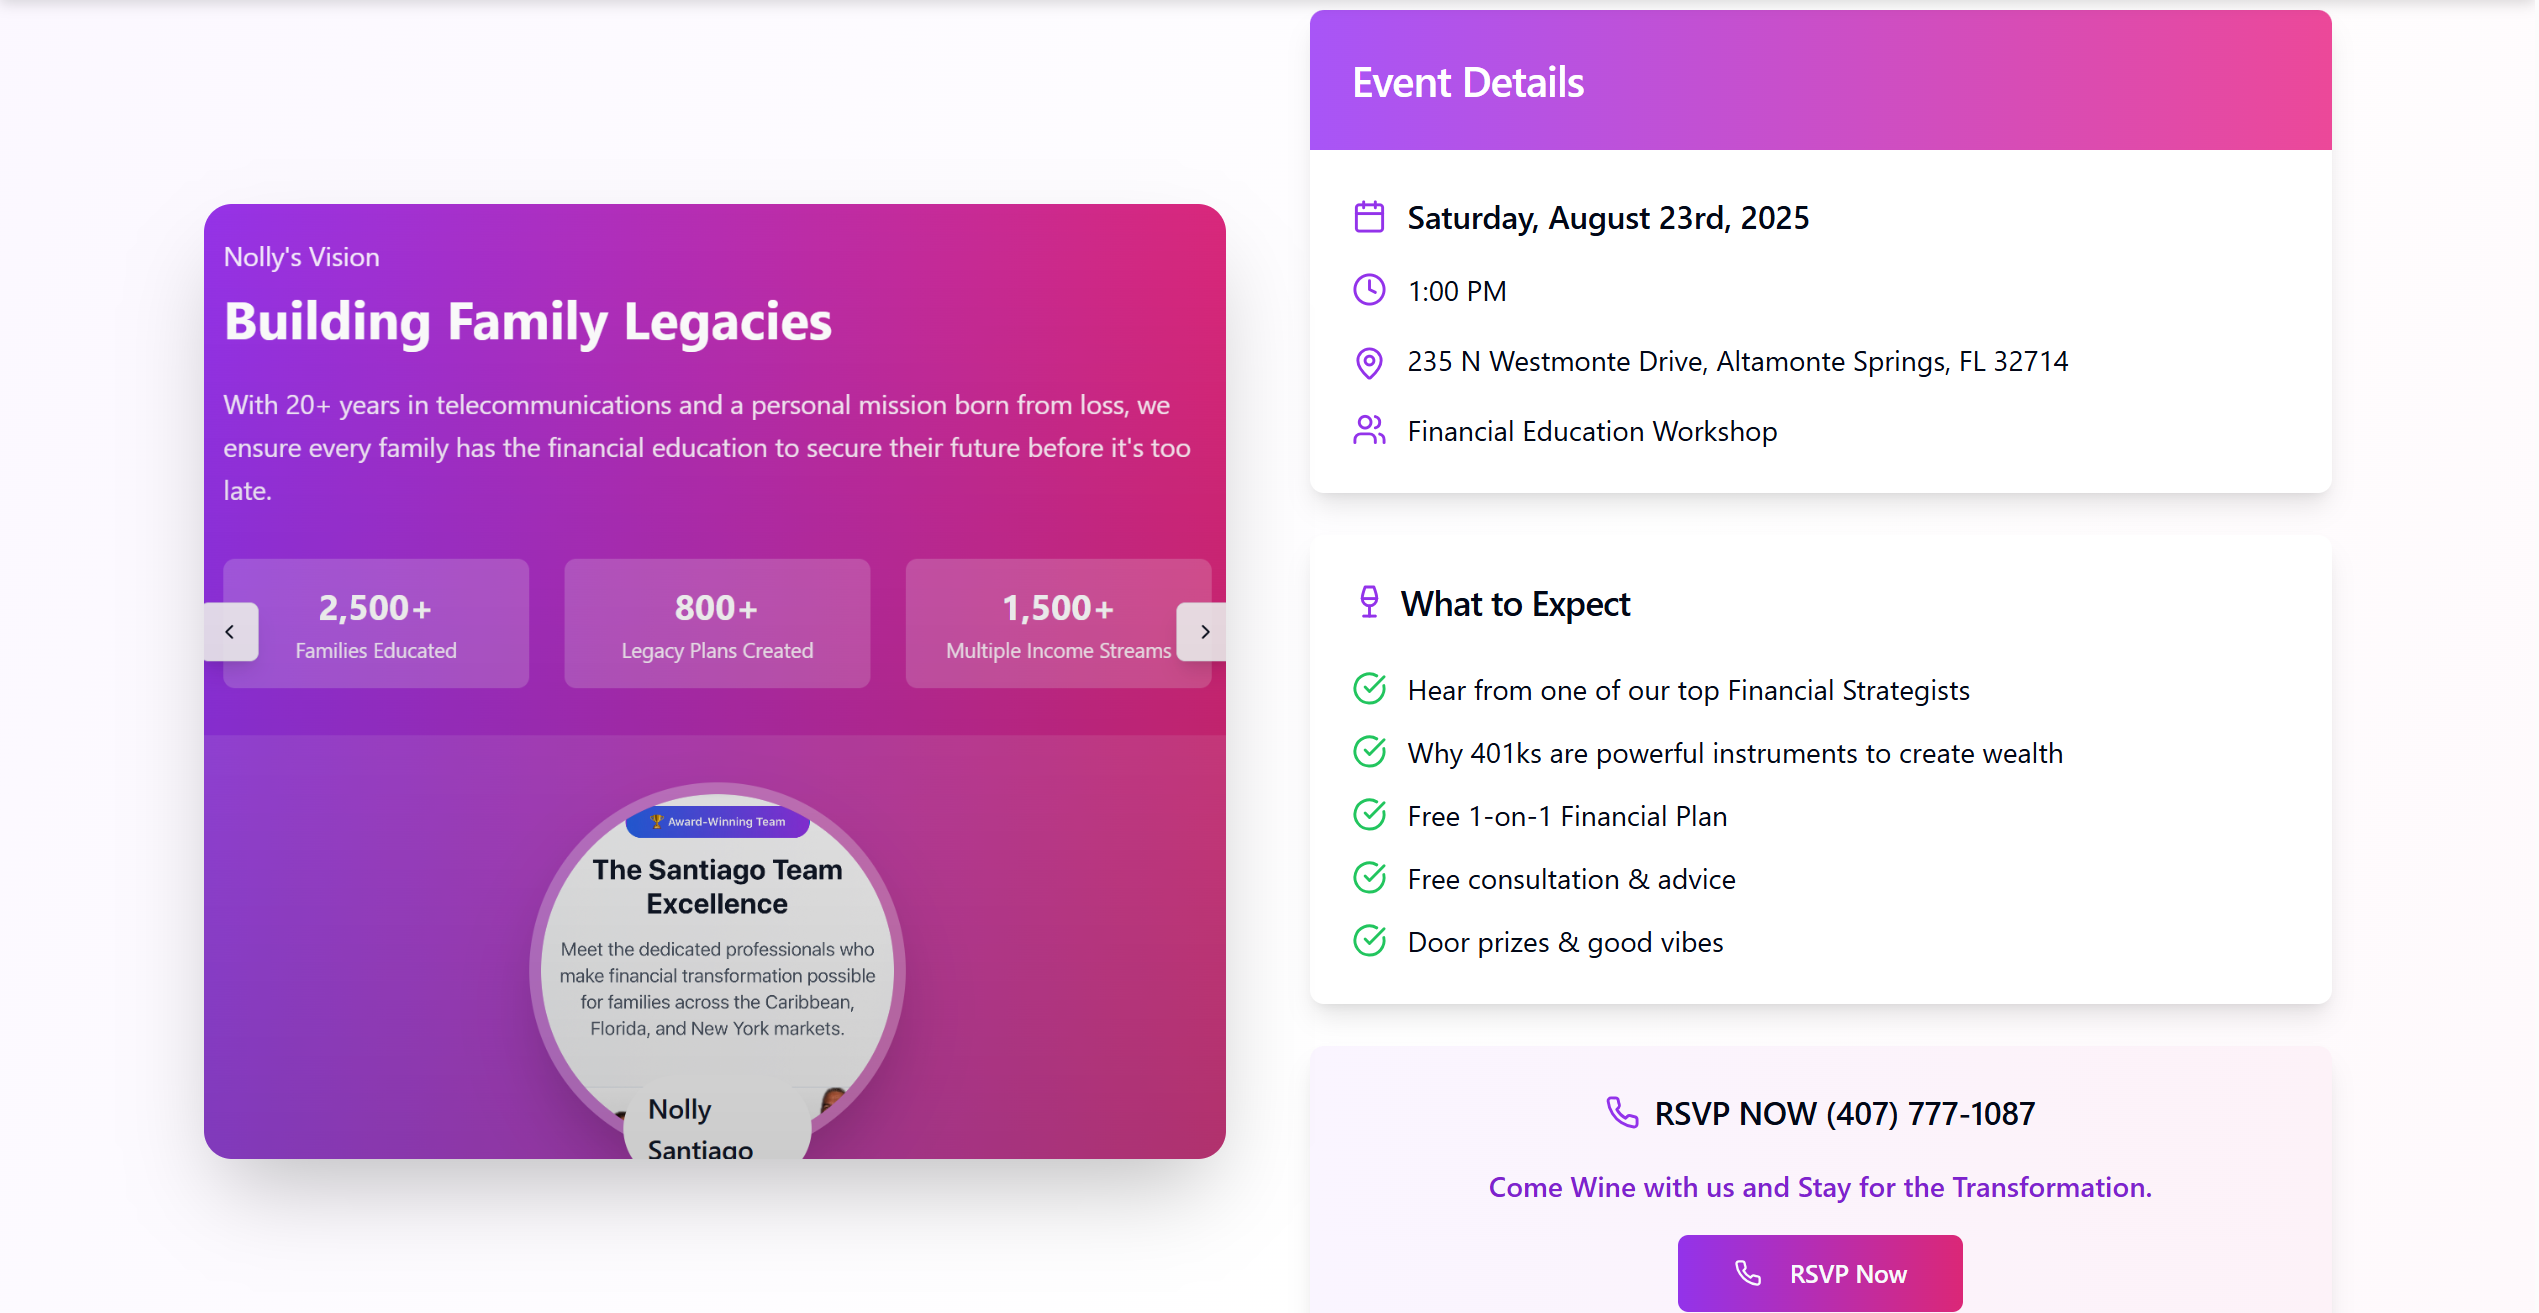 Nolly's Vision
Building Family Legacies
With 20+ years in telecommunications and a personal mission born from loss, we
ensure every family has the financial education to secure their future before it's too
late.
2,500+
Families Educated
800+
Legacy Plans Created
1,500+
Multiple Income Streams
🏆 Award-Winning Team
The Santiago Team
Excellence
Meet the dedicated professionals who
make financial transformation possible
for families across the Caribbean,
Florida, and New York markets.
Nolly
Santiago
Event Details
Saturday, August 23rd, 2025
1:00 PM
235 N Westmonte Drive, Altamonte Springs, FL 32714
Financial Education Workshop
What to Expect
Hear from one of our top Financial Strategists
Why 401ks are powerful instruments to create wealth
Free 1-on-1 Financial Plan
Free consultation & advice
Door prizes & good vibes
RSVP NOW (407) 777-1087
Come Wine with us and Stay for the Transformation.
RSVP Now